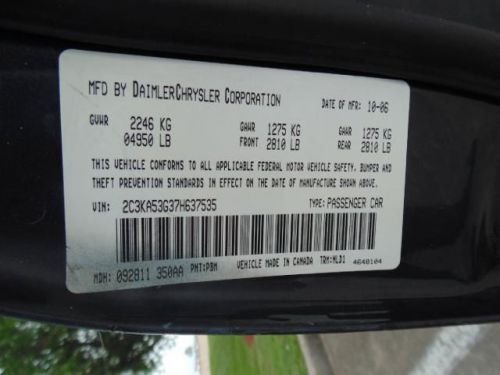 MFD BY DAIMLERCHRYSLER CORPORATION DATE OF MFR: 10-06
GVWR 2246 KG GAWR 1275 KG GAWR 1275 KG
04950 LB FRONT 2810 LB REAR 2810 LB
THIS VEHICLE CONFORMS TO ALL APPLICABLE FEDERAL MOTOR VEHICLE SAFETY, BUMPER AND
THEFT PREVENTION STANDARDS IN EFFECT ON THE DATE OF MANUFACTURE SHOWN ABOVE.
VIN: 2C3KA53G37H637535 TYPE: PASSENGER CAR
MDH: 092811 350AA PNT: PBM VEHICLE MADE IN CANADA TRM: WLD1 4648104